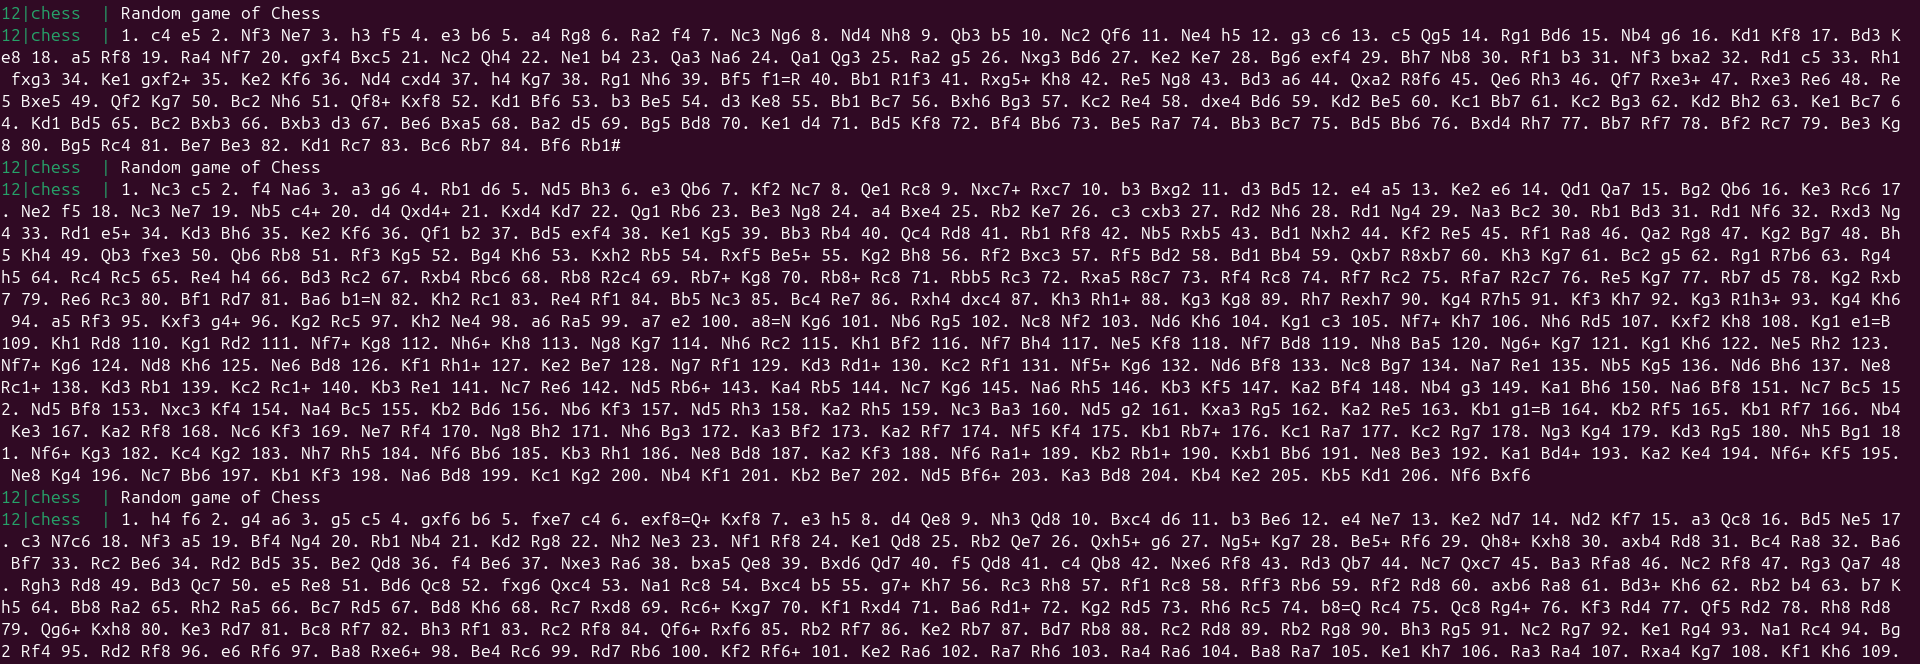 12|chess  | Random game of Chess
12|chess  | 1. c4 e5 2. Nf3 Ne7 3. h3 f5 4. e3 b6 5. a4 Rg8 6. Ra2 f4 7. Nc3 Ng6 8. Nd4 Nh8 9. Qb3 b5 10. Nc2 Qf6 11. Ne4 h5 12. g3 c6 13. c5 Qg5 14. Rg1 Bd6 15. Nb4 g6 16. Kd1 Kf8 17. Bd3 K
e8 18. a5 Rf8 19. Ra4 Nf7 20. gxf4 Bxc5 21. Nc2 Qh4 22. Ne1 b4 23. Qa3 Na6 24. Qa1 Qg3 25. Ra2 g5 26. Nxg3 Bd6 27. Ke2 Ke7 28. Bg6 exf4 29. Bh7 Nb8 30. Rf1 b3 31. Nf3 bxa2 32. Rd1 c5 33. Rh1
 fxg3 34. Ke1 gxf2+ 35. Ke2 Kf6 36. Nd4 cxd4 37. h4 Kg7 38. Rg1 Nh6 39. Bf5 f1=R 40. Bb1 R1f3 41. Rxg5+ Kh8 42. Re5 Ng8 43. Bd3 a6 44. Qxa2 R8f6 45. Qe6 Rh3 46. Qf7 Rxe3+ 47. Rxe3 Re6 48. Re
5 Bxe5 49. Qf2 Kg7 50. Bc2 Nh6 51. Qf8+ Kxf8 52. Kd1 Bf6 53. b3 Be5 54. d3 Ke8 55. Bb1 Bc7 56. Bxh6 Bg3 57. Kc2 Re4 58. dxe4 Bd6 59. Kd2 Be5 60. Kc1 Bb7 61. Kc2 Bg3 62. Kd2 Bh2 63. Ke1 Bc7 6
4. Kd1 Bd5 65. Bc2 Bxb3 66. Bxb3 d3 67. Be6 Bxa5 68. Ba2 d5 69. Bg5 Bd8 70. Ke1 d4 71. Bd5 Kf8 72. Bf4 Bb6 73. Be5 Ra7 74. Bb3 Bc7 75. Bd5 Bb6 76. Bxd4 Rh7 77. Bb7 Rf7 78. Bf2 Rc7 79. Be3 Kg
8 80. Bg5 Rc4 81. Be7 Be3 82. Kd1 Rc7 83. Bc6 Rb7 84. Bf6 Rb1#
12|chess  | Random game of Chess
12|chess  | 1. Nc3 c5 2. f4 Na6 3. a3 g6 4. Rb1 d6 5. Nd5 Bh3 6. e3 Qb6 7. Kf2 Nc7 8. Qe1 Rc8 9. Nxc7+ Rxc7 10. b3 Bxg2 11. d3 Bd5 12. e4 a5 13. Ke2 e6 14. Qd1 Qa7 15. Bg2 Qb6 16. Ke3 Rc6 17
. Ne2 f5 18. Nc3 Ne7 19. Nb5 c4+ 20. d4 Qxd4+ 21. Kxd4 Kd7 22. Qg1 Rb6 23. Be3 Ng8 24. a4 Bxe4 25. Rb2 Ke7 26. c3 cxb3 27. Rd2 Nh6 28. Rd1 Ng4 29. Na3 Bc2 30. Rb1 Bd3 31. Rd1 Nf6 32. Rxd3 Ng
4 33. Rd1 e5+ 34. Kd3 Bh6 35. Ke2 Kf6 36. Qf1 b2 37. Bd5 exf4 38. Ke1 Kg5 39. Bb3 Rb4 40. Qc4 Rd8 41. Rb1 Rf8 42. Nb5 Rxb5 43. Bd1 Nxh2 44. Kf2 Re5 45. Rf1 Ra8 46. Qa2 Rg8 47. Kg2 Bg7 48. Bh
5 Kh4 49. Qb3 fxe3 50. Qb6 Rb8 51. Rf3 Kg5 52. Bg4 Kh6 53. Kxh2 Rb5 54. Rxf5 Be5+ 55. Kg2 Bh8 56. Rf2 Bxc3 57. Rf5 Bd2 58. Bd1 Bb4 59. Qxb7 R8xb7 60. Kh3 Kg7 61. Bc2 g5 62. Rg1 R7b6 63. Rg4 
h5 64. Rc4 Rc5 65. Re4 h4 66. Bd3 Rc2 67. Rxb4 Rbc6 68. Rb8 R2c4 69. Rb7+ Kg8 70. Rb8+ Rc8 71. Rbb5 Rc3 72. Rxa5 R8c7 73. Rf4 Rc8 74. Rf7 Rc2 75. Rfa7 R2c7 76. Re5 Kg7 77. Rb7 d5 78. Kg2 Rxb
7 79. Re6 Rc3 80. Bf1 Rd7 81. Ba6 b1=N 82. Kh2 Rc1 83. Re4 Rf1 84. Bb5 Nc3 85. Bc4 Re7 86. Rxh4 dxc4 87. Kh3 Rh1+ 88. Kg3 Kg8 89. Rh7 Rexh7 90. Kg4 R7h5 91. Kf3 Kh7 92. Kg3 R1h3+ 93. Kg4 Kh6
 94. a5 Rf3 95. Kxf3 g4+ 96. Kg2 Rc5 97. Kh2 Ne4 98. a6 Ra5 99. a7 e2 100. a8=N Kg6 101. Nb6 Rg5 102. Nc8 Nf2 103. Nd6 Kh6 104. Kg1 c3 105. Nf7+ Kh7 106. Nh6 Rd5 107. Kxf2 Kh8 108. Kg1 e1=B 
109. Kh1 Rd8 110. Kg1 Rd2 111. Nf7+ Kg8 112. Nh6+ Kh8 113. Ng8 Kg7 114. Nh6 Rc2 115. Kh1 Bf2 116. Nf7 Bh4 117. Ne5 Kf8 118. Nf7 Bd8 119. Nh8 Ba5 120. Ng6+ Kg7 121. Kg1 Kh6 122. Ne5 Rh2 123. 
Nf7+ Kg6 124. Nd8 Kh6 125. Ne6 Bd8 126. Kf1 Rh1+ 127. Ke2 Be7 128. Ng7 Rf1 129. Kd3 Rd1+ 130. Kc2 Rf1 131. Nf5+ Kg6 132. Nd6 Bf8 133. Nc8 Bg7 134. Na7 Re1 135. Nb5 Kg5 136. Nd6 Bh6 137. Ne8 
Rc1+ 138. Kd3 Rb1 139. Kc2 Rc1+ 140. Kb3 Re1 141. Nc7 Re6 142. Nd5 Rb6+ 143. Ka4 Rb5 144. Nc7 Kg6 145. Na6 Rh5 146. Kb3 Kf5 147. Ka2 Bf4 148. Nb4 g3 149. Ka1 Bh6 150. Na6 Bf8 151. Nc7 Bc5 15
2. Nd5 Bf8 153. Nxc3 Kf4 154. Na4 Bc5 155. Kb2 Bd6 156. Nb6 Kf3 157. Nd5 Rh3 158. Ka2 Rh5 159. Nc3 Ba3 160. Nd5 g2 161. Kxa3 Rg5 162. Ka2 Re5 163. Kb1 g1=B 164. Kb2 Rf5 165. Kb1 Rf7 166. Nb4
 Ke3 167. Ka2 Rf8 168. Nc6 Kf3 169. Ne7 Rf4 170. Ng8 Bh2 171. Nh6 Bg3 172. Ka3 Bf2 173. Ka2 Rf7 174. Nf5 Kf4 175. Kb1 Rb7+ 176. Kc1 Ra7 177. Kc2 Rg7 178. Ng3 Kg4 179. Kd3 Rg5 180. Nh5 Bg1 18
1. Nf6+ Kg3 182. Kc4 Kg2 183. Nh7 Rh5 184. Nf6 Bb6 185. Kb3 Rh1 186. Ne8 Bd8 187. Ka2 Kf3 188. Nf6 Ra1+ 189. Kb2 Rb1+ 190. Kxb1 Bb6 191. Ne8 Be3 192. Ka1 Bd4+ 193. Ka2 Ke4 194. Nf6+ Kf5 195.
 Ne8 Kg4 196. Nc7 Bb6 197. Kb1 Kf3 198. Na6 Bd8 199. Kc1 Kg2 200. Nb4 Kf1 201. Kb2 Be7 202. Nd5 Bf6+ 203. Ka3 Bd8 204. Kb4 Ke2 205. Kb5 Kd1 206. Nf6 Bxf6
12|chess  | Random game of Chess
12|chess  | 1. h4 f6 2. g4 a6 3. g5 c5 4. gxf6 b6 5. fxe7 c4 6. exf8=Q+ Kxf8 7. e3 h5 8. d4 Qe8 9. Nh3 Qd8 10. Bxc4 d6 11. b3 Be6 12. e4 Ne7 13. Ke2 Nd7 14. Nd2 Kf7 15. a3 Qc8 16. Bd5 Ne5 17
. c3 N7c6 18. Nf3 a5 19. Bf4 Ng4 20. Rb1 Nb4 21. Kd2 Rg8 22. Nh2 Ne3 23. Nf1 Rf8 24. Ke1 Qd8 25. Rb2 Qe7 26. Qxh5+ g6 27. Ng5+ Kg7 28. Be5+ Rf6 29. Qh8+ Kxh8 30. axb4 Rd8 31. Bc4 Ra8 32. Ba6
 Bf7 33. Rc2 Be6 34. Rd2 Bd5 35. Be2 Qd8 36. f4 Be6 37. Nxe3 Ra6 38. bxa5 Qe8 39. Bxd6 Qd7 40. f5 Qd8 41. c4 Qb8 42. Nxe6 Rf8 43. Rd3 Qb7 44. Nc7 Qxc7 45. Ba3 Rfa8 46. Nc2 Rf8 47. Rg3 Qa7 48
. Rgh3 Rd8 49. Bd3 Qc7 50. e5 Re8 51. Bd6 Qc8 52. fxg6 Qxc4 53. Na1 Rc8 54. Bxc4 b5 55. g7+ Kh7 56. Rc3 Rh8 57. Rf1 Rc8 58. Rff3 Rb6 59. Rf2 Rd8 60. axb6 Ra8 61. Bd3+ Kh6 62. Rb2 b4 63. b7 K
h5 64. Bb8 Ra2 65. Rh2 Ra5 66. Bc7 Rd5 67. Bd8 Kh6 68. Rc7 Rxd8 69. Rc6+ Kxg7 70. Kf1 Rxd4 71. Ba6 Rd1+ 72. Kg2 Rd5 73. Rh6 Rc5 74. b8=Q Rc4 75. Qc8 Rg4+ 76. Kf3 Rd4 77. Qf5 Rd2 78. Rh8 Rd8 
79. Qg6+ Kxh8 80. Ke3 Rd7 81. Bc8 Rf7 82. Bh3 Rf1 83. Rc2 Rf8 84. Qf6+ Rxf6 85. Rb2 Rf7 86. Ke2 Rb7 87. Bd7 Rb8 88. Rc2 Rd8 89. Rb2 Rg8 90. Bh3 Rg5 91. Nc2 Rg7 92. Ke1 Rg4 93. Na1 Rc4 94. Bg
2 Rf4 95. Rd2 Rf8 96. e6 Rf6 97. Ba8 Rxe6+ 98. Be4 Rc6 99. Rd7 Rb6 100. Kf2 Rf6+ 101. Ke2 Ra6 102. Ra7 Rh6 103. Ra4 Ra6 104. Ba8 Ra7 105. Ke1 Kh7 106. Ra3 Ra4 107. Rxa4 Kg7 108. Kf1 Kh6 109.